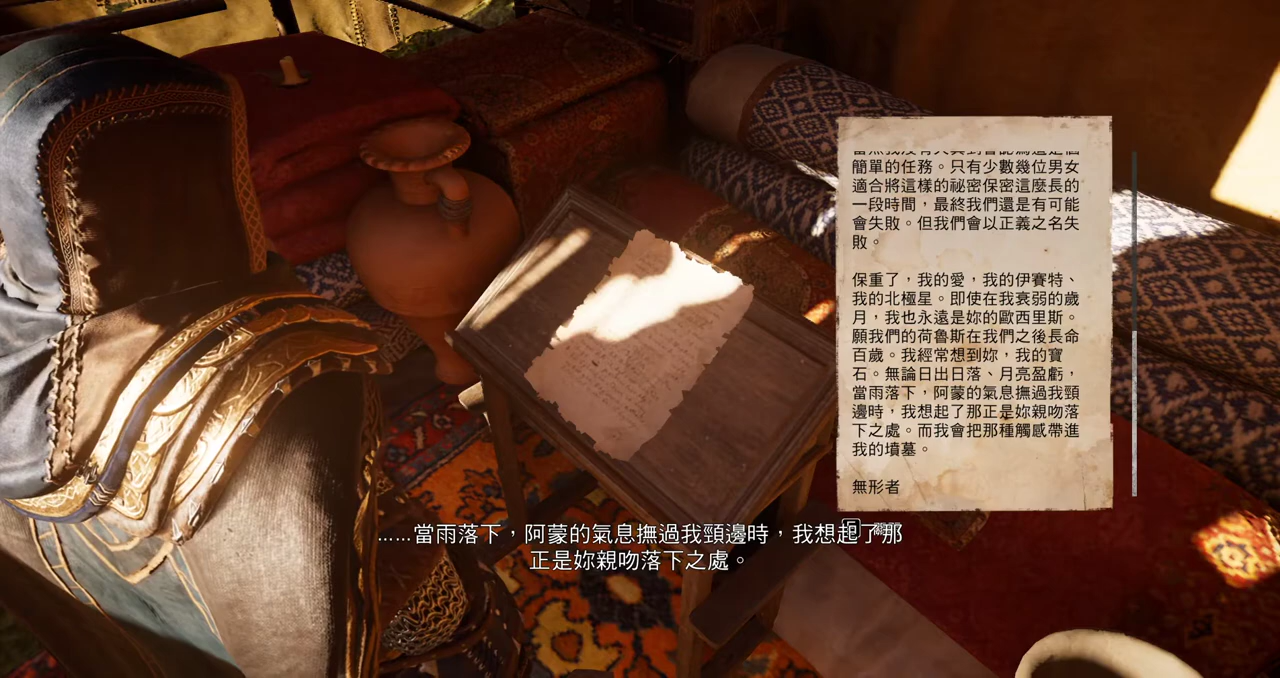 簡單的任務。只有少數幾位男女
適合將這樣的祕密保密這麼長的
一段時間，最終我們還是有可能
會失敗。但我們會以正義之名失
敗。
保重了，我的愛，我的伊賽特、
我的北極星。即使在我衰弱的歲
月，我也永遠是妳的歐西里斯。
願我們的荷魯斯在我們之後長命
百歲。我經常想到妳，我的寶
石。無論日出日落、月亮盈虧，
當雨落下，阿蒙的氣息撫過我頸
邊時，我想起了那正是妳親吻落
下之處。而我會把那種觸感帶進
我的墳墓。
無形者
……當雨落下，阿蒙的氣息撫過我頸邊時，我想起了那
正是妳親吻落下之處。